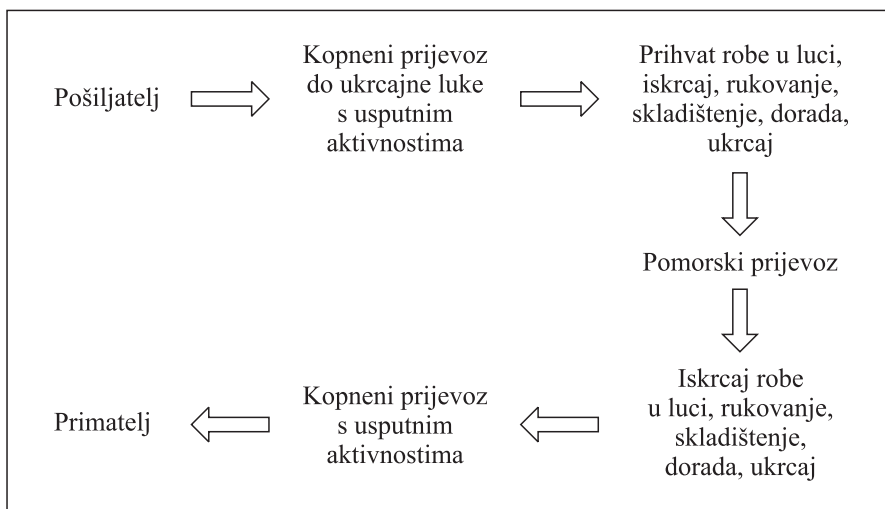 Pošiljatelj
Kopneni prijevoz
do ukrcajne luke
s usputnim
aktivnostima
Prihvat robe u luci,
iskrcaj, rukovanje,
skladištenje, dorada,
ukrcaj
Pomorski prijevoz
Iskrcaj robe
u luci, rukovanje,
skladištenje,
dorada, ukrcaj
Kopneni prijevoz
s usputnim
aktivnostima
Primatelj